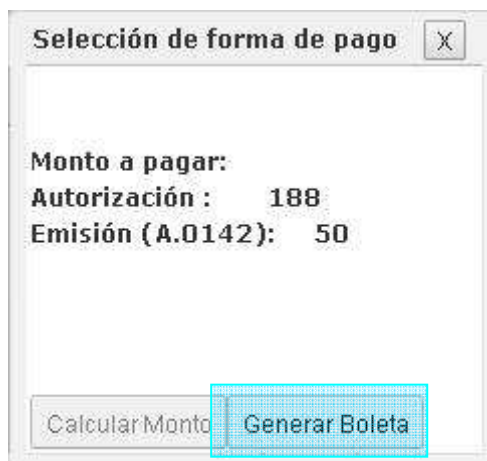 Selección de forma de pago X
Monto a pagar:
Autorización : 188
Emisión (A.0142): 50
Calcular Monto Generar Boleta